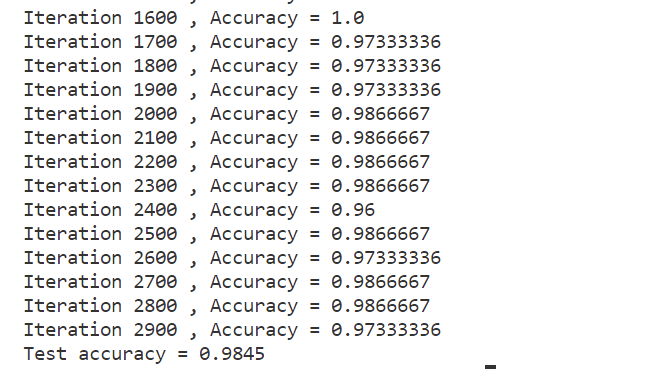 Iteration 1600 , Accuracy = 1.0
Iteration 1700 , Accuracy = 0.97333336
Iteration 1800 , Accuracy = 0.97333336
Iteration 1900 , Accuracy = 0.97333336
Iteration 2000 , Accuracy = 0.9866667
Iteration 2100 , Accuracy = 0.9866667
Iteration 2200 , Accuracy = 0.9866667
Iteration 2300 , Accuracy = 0.9866667
Iteration 2400 , Accuracy = 0.96
Iteration 2500 , Accuracy = 0.9866667
Iteration 2600 , Accuracy = 0.97333336
Iteration 2700 , Accuracy = 0.9866667
Iteration 2800 , Accuracy = 0.9866667
Iteration 2900 , Accuracy = 0.97333336
Test accuracy = 0.9845